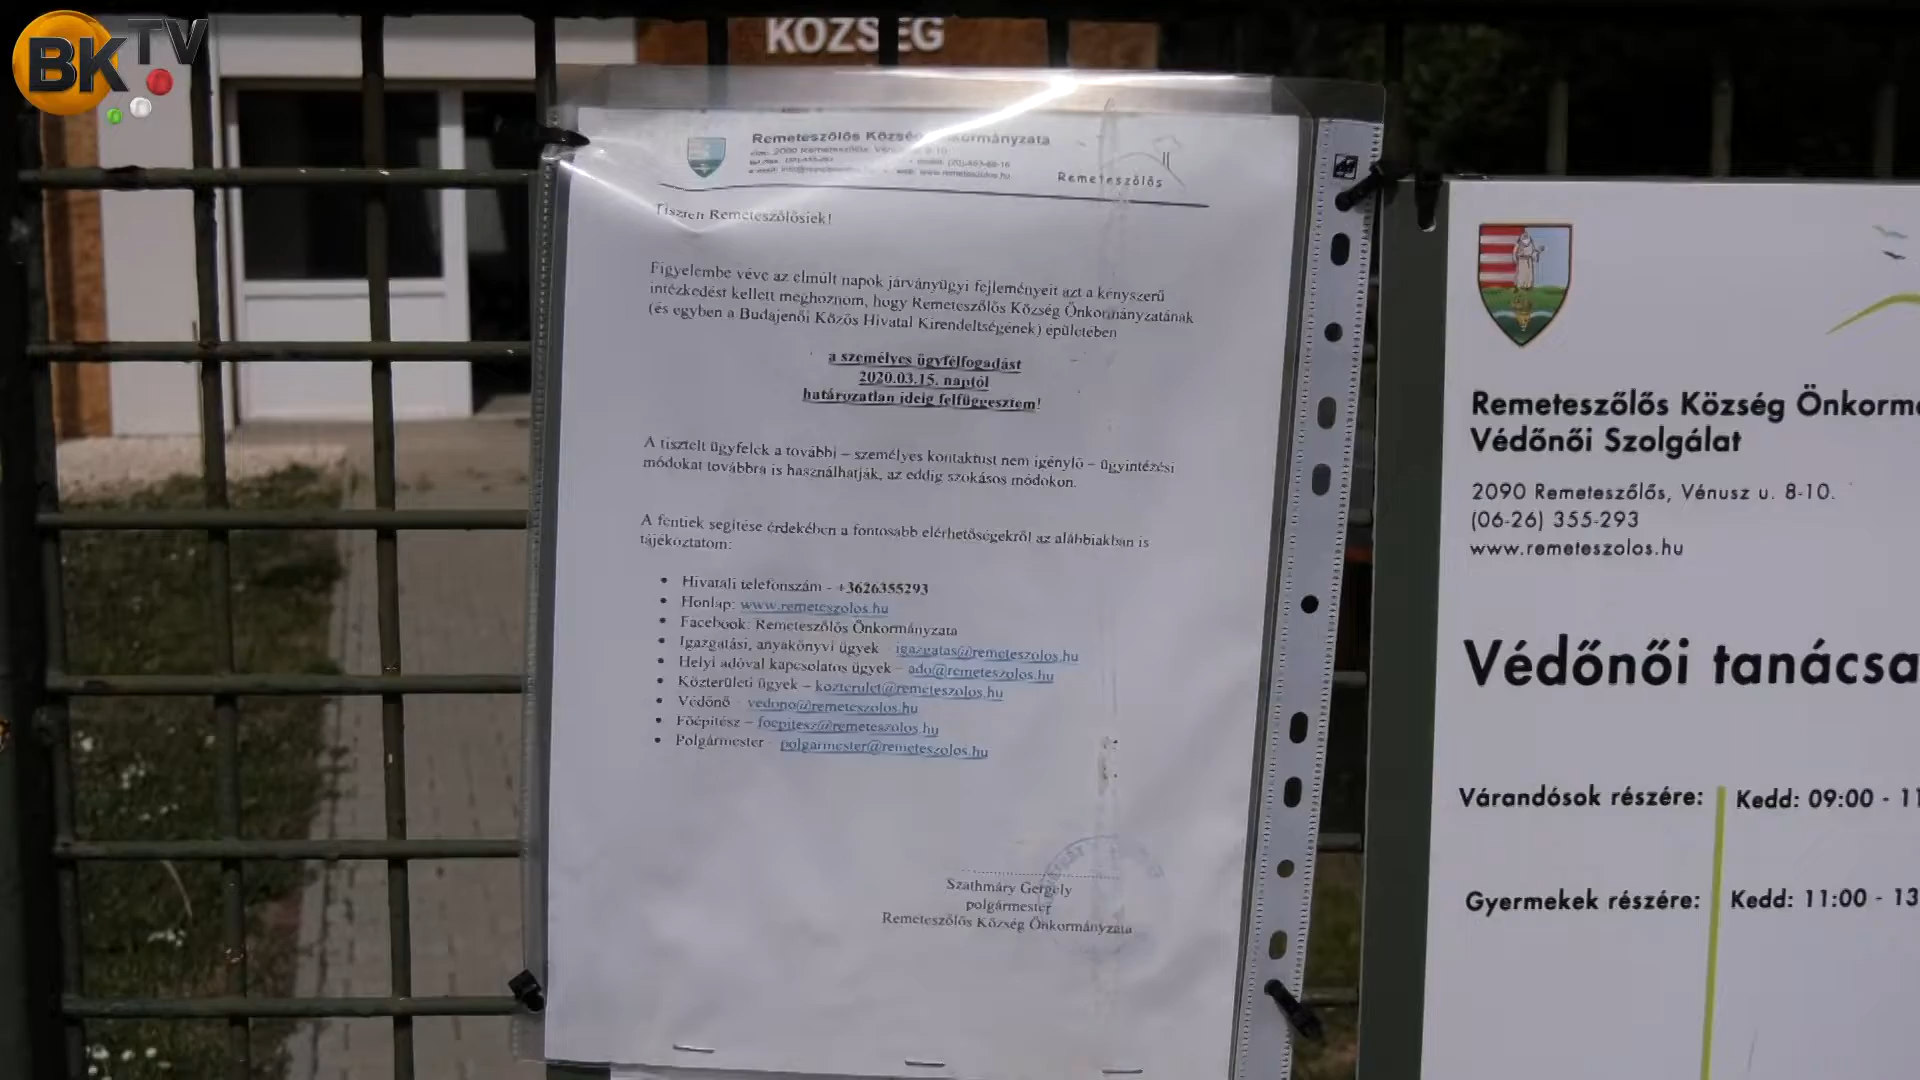 BKTV
KÖZSÉG
Remeteszőlős Község Önkormányzata
Remeteszőlős
Tisztelt Remeteszőlősiek!
Figyelembe véve az elmúlt napok járványügyi fejleményeit azt a kényszerű
intézkedést kellett meghoznom, hogy Remeteszőlős Község Önkormányzatának
(és egyben a Budajenői Közös Hivatal Kirendeltségének) épületében
a személyes ügyfélfogadást
2020.03.15. naptól
határozatlan ideig felfüggesztem!
A tisztelt ügyfelek a további – személyes kontaktust nem igénylő – ügyintézési
módokat továbbra is használhatják, az eddig szokásos módokon.
A fentiek segítése érdekében a fontosabb elérhetőségekről az alábbiakban is
tájékoztatom:
• Hivatali telefonszám - +3626355293
• Honlap: www.remeteszolos.hu
• Facebook: Remeteszőlős Önkormányzata
• Igazgatási, anyakönyvi ügyek – igazgatas@remeteszolos.hu
• Helyi adóval kapcsolatos ügyek – ado@remeteszolos.hu
• Közterületi ügyek – kozterulet@remeteszolos.hu
• Védőnő – vedono@remeteszolos.hu
• Főépítész – foepitesz@remeteszolos.hu
• Polgármester – polgarmester@remeteszolos.hu
Szathmáry Gergely
polgármester
Remeteszőlős Község Önkormányzata
Remeteszőlős Község Önkorm
Védőnői Szolgálat
2090 Remeteszőlős, Vénusz u. 8-10.
(06-26) 355-293
www.remeteszolos.hu
Védőnői tanácsa
Várandósok részére: Kedd: 09:00 - 11
Gyermekek részére: Kedd: 11:00 - 13